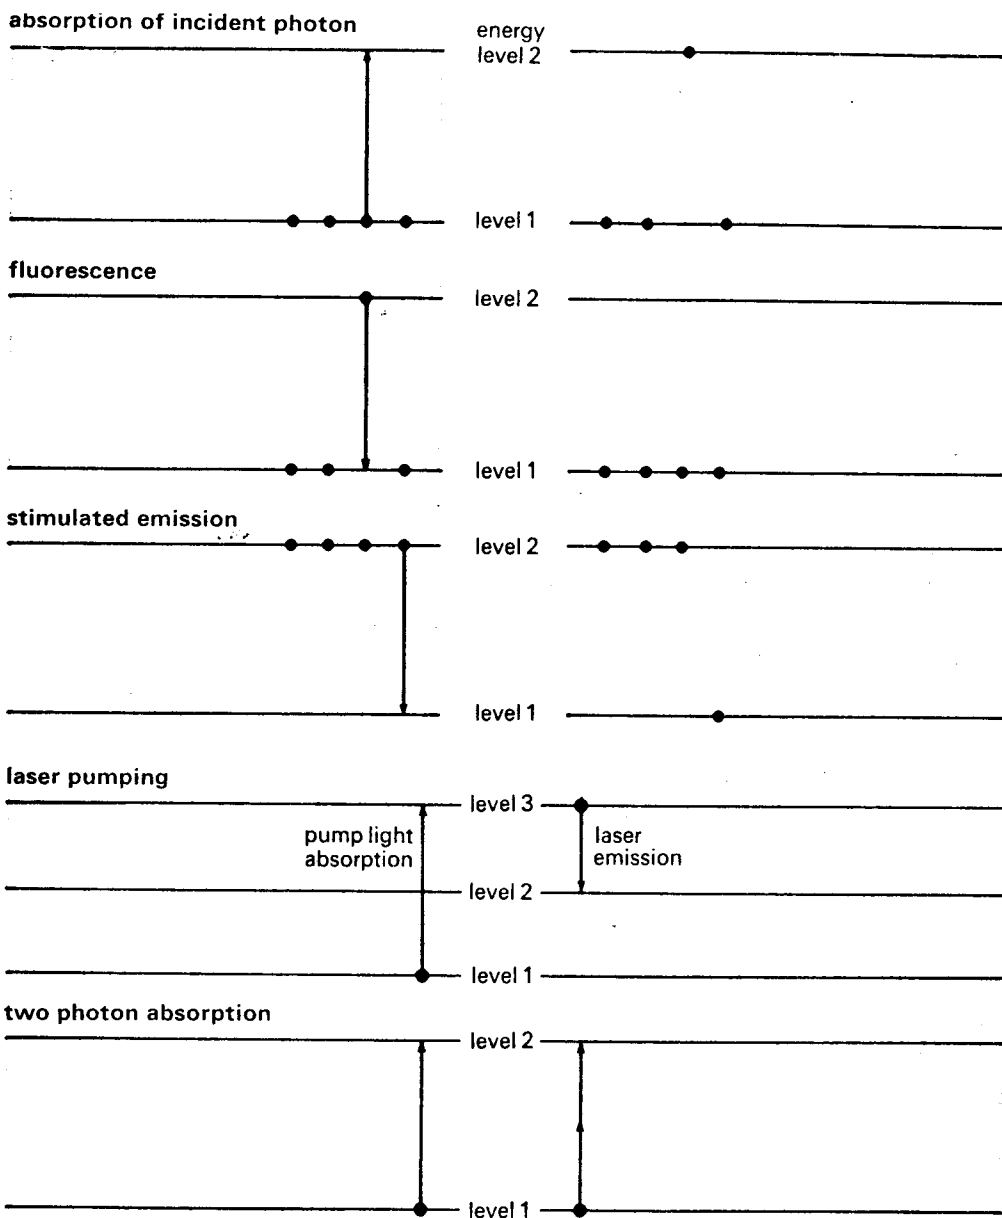 absorption of incident photon
energy
level 2
level 1
fluorescence
level 2
level 1
stimulated emission
level 2
level 1
laser pumping
level 3
pump light
absorption
laser
emission
level 2
level 1
two photon absorption
level 2
level 1